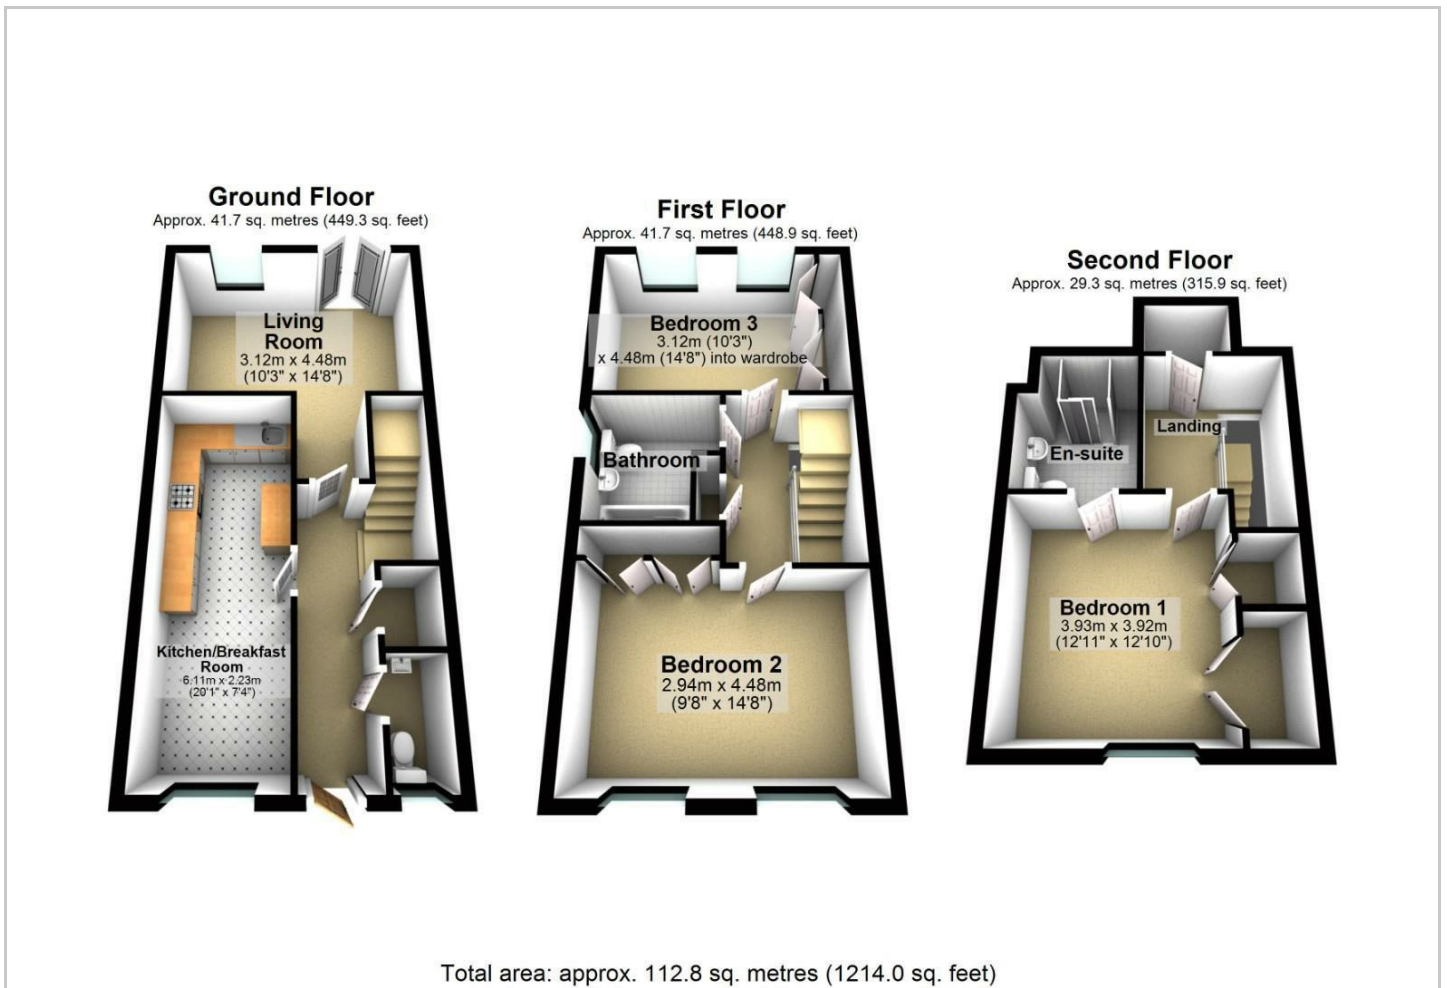 Ground Floor
Approx. 41.7 sq. metres (449.3 sq. feet)
Living
Room
3.12m x 4.48m
(10'3" x 14'8")
Kitchen/Breakfast
Room
6.11m x 2.23m
(20'1" x 7'4")
First Floor
Approx. 41.7 sq. metres (448.9 sq. feet)
Bedroom 3
3.12m (10'3")
x 4.48m (14'8") into wardrobe
Bathroom
Bedroom 2
2.94m x 4.48m
(9'8" x 14'8")
Second Floor
Approx. 29.3 sq. metres (315.9 sq. feet)
Landing
En-suite
Bedroom 1
3.93m x 3.92m
(12'11" x 12'10")
Total area: approx. 112.8 sq. metres (1214.0 sq. feet)